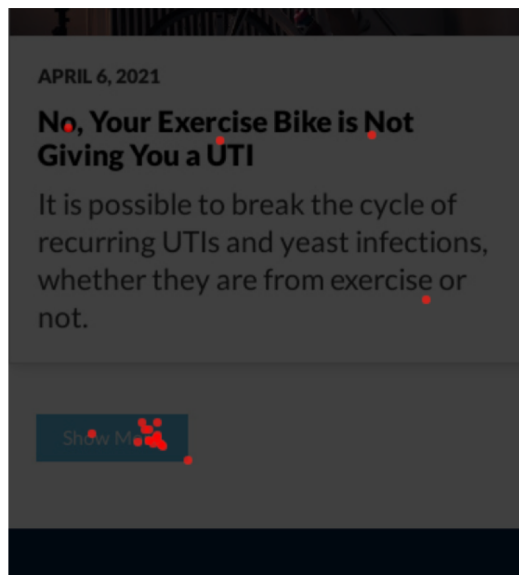 APRIL 6, 2021
No, Your Exercise Bike is Not
Giving You a UTI
It is possible to break the cycle of
recurring UTIs and yeast infections,
whether they are from exercise or
not.
Show